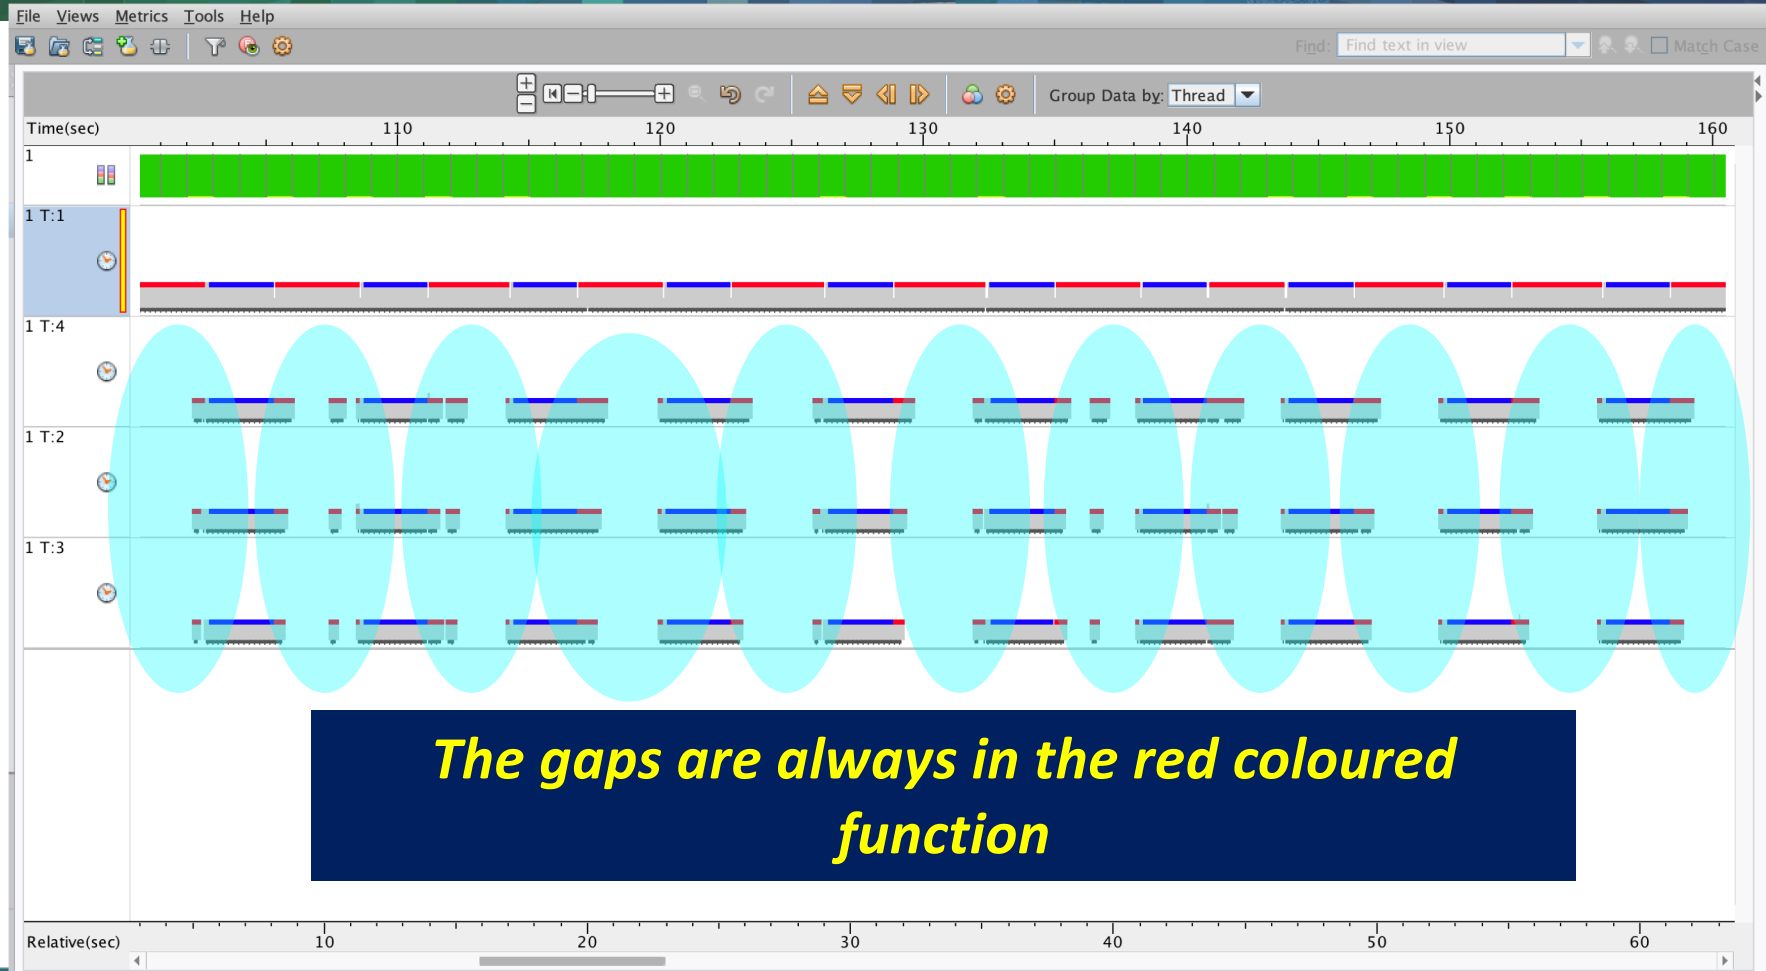 File Views Metrics Tools Help
Find: Find text in view Match Case
Group Data by: Thread
Time(sec) 110 120 130 140 150 160
1
1 T:1
1 T:4
1 T:2
1 T:3
The gaps are always in the red coloured
function
Relative(sec) 10 20 30 40 50 60